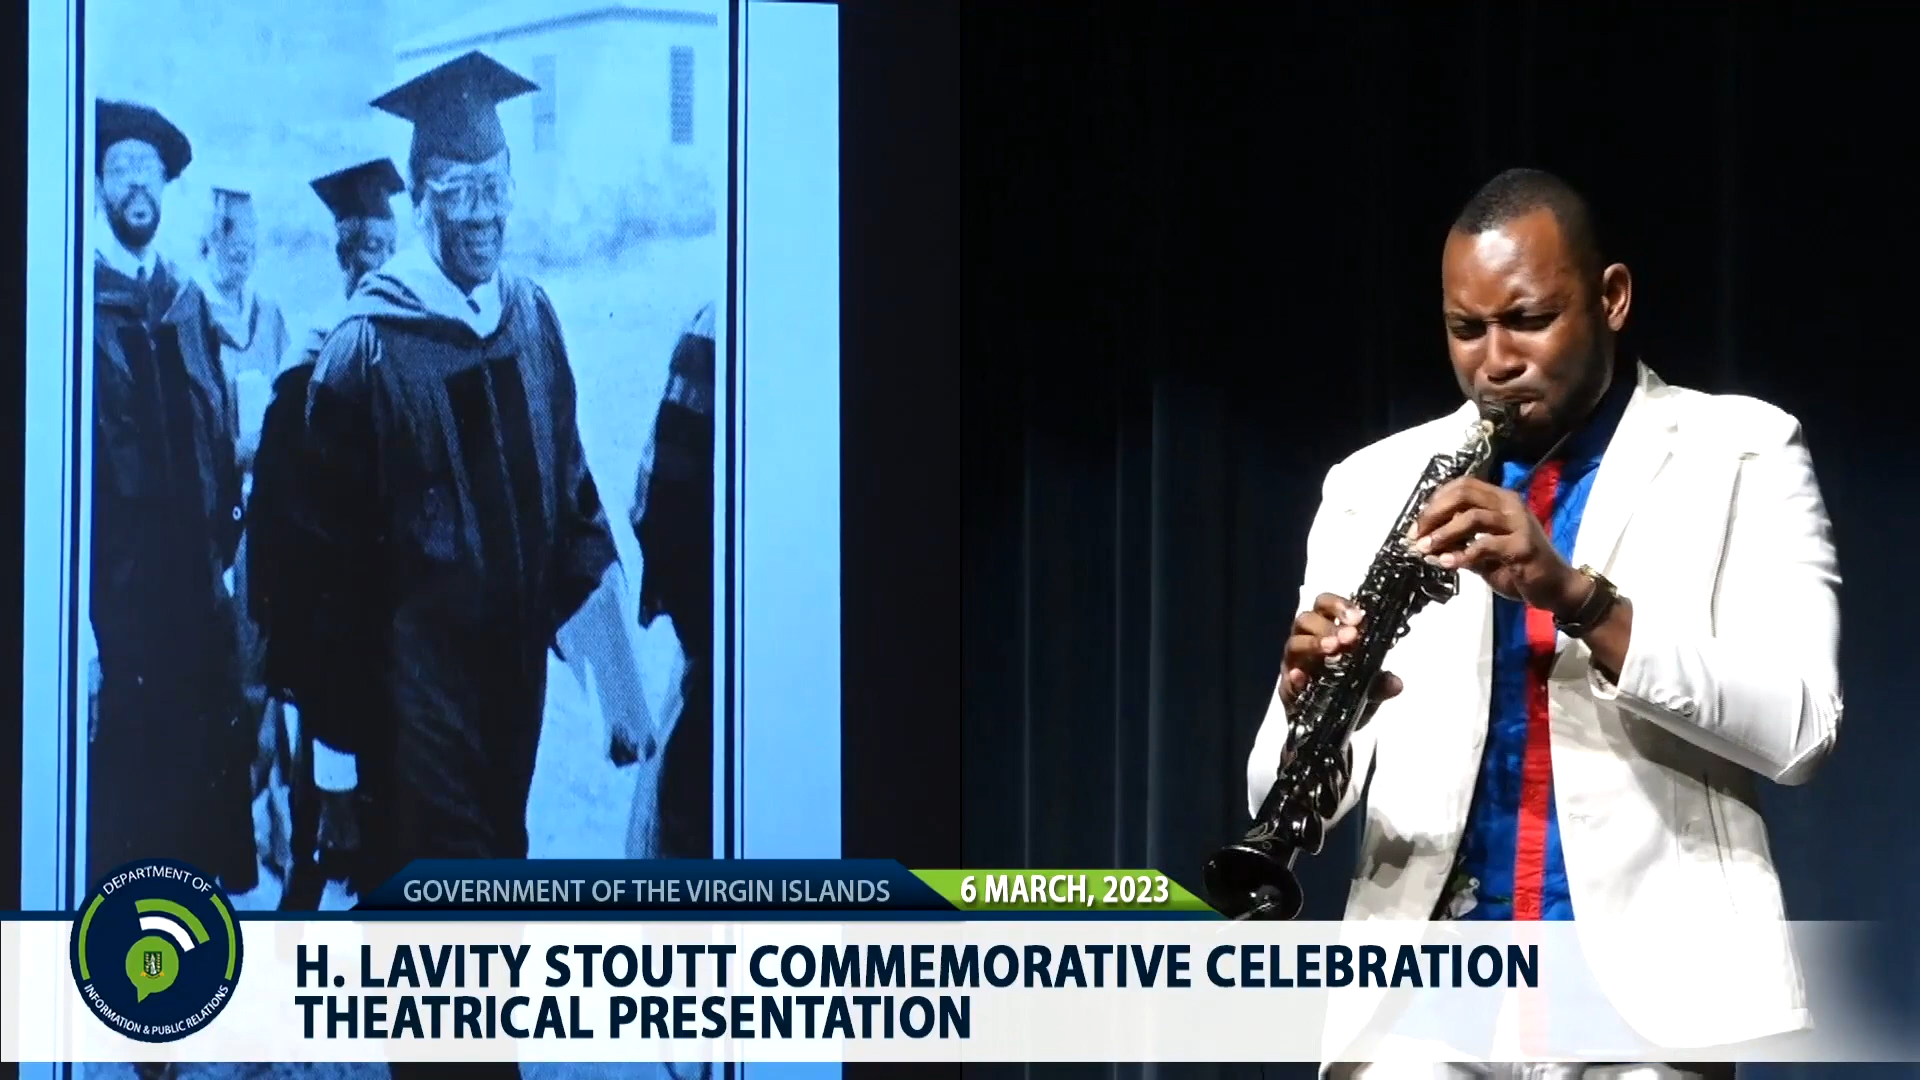 GOVERNMENT OF THE VIRGIN ISLANDS
6 MARCH, 2023
H. LAVITY STOUTT COMMEMORATIVE CELEBRATION
THEATRICAL PRESENTATION
DEPARTMENT OF
INFORMATION & PUBLIC RELATIONS